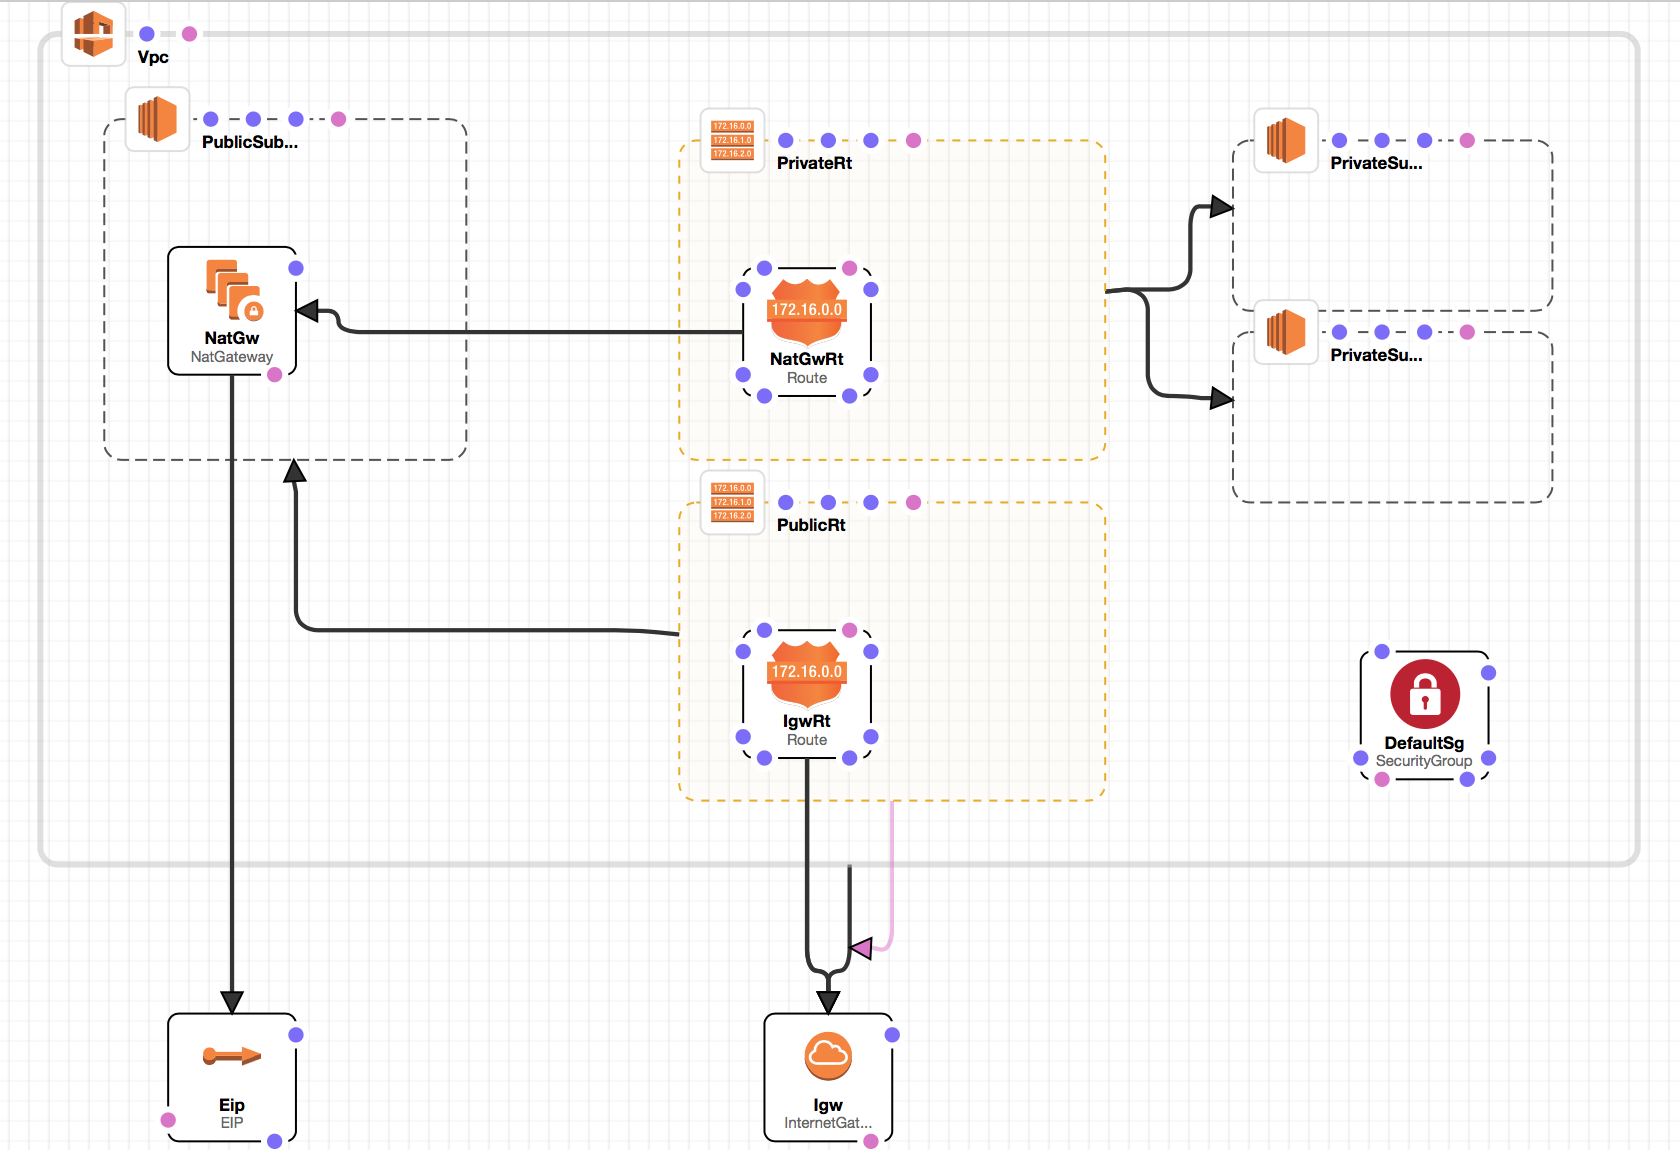 Vpc
PublicSub...
NatGw
NatGateway
172.16.0.0
172.16.1.0
172.16.2.0
PrivateRt
172.16.0.0
NatGwRt
Route
PrivateSu...
PrivateSu...
172.16.0.0
172.16.1.0
172.16.2.0
PublicRt
172.16.0.0
IgwRt
Route
DefaultSg
SecurityGroup
Eip
EIP
Igw
InternetGat...